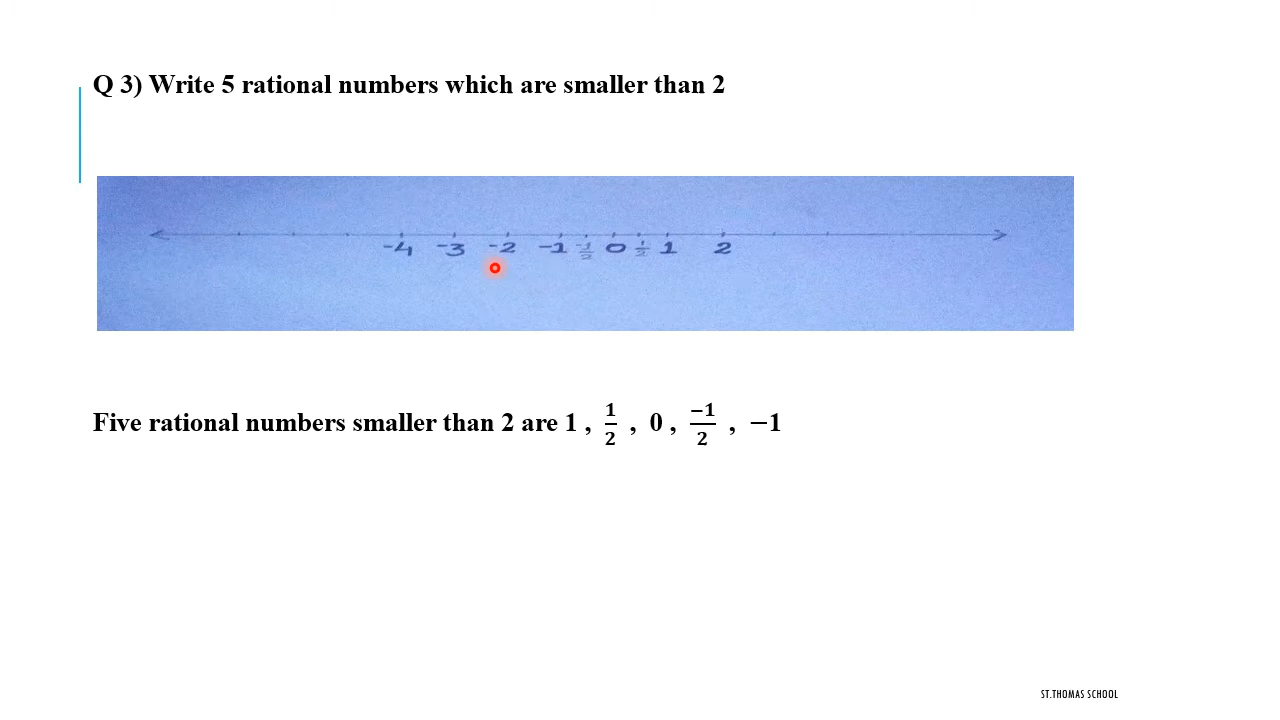 Q 3) Write 5 rational numbers which are smaller than 2
-4 -3 -2 -1 -1/2 0 1/2 1 2
Five rational numbers smaller than 2 are 1 , 1/2 , 0 , −1/2 , −1
ST.THOMAS SCHOOL